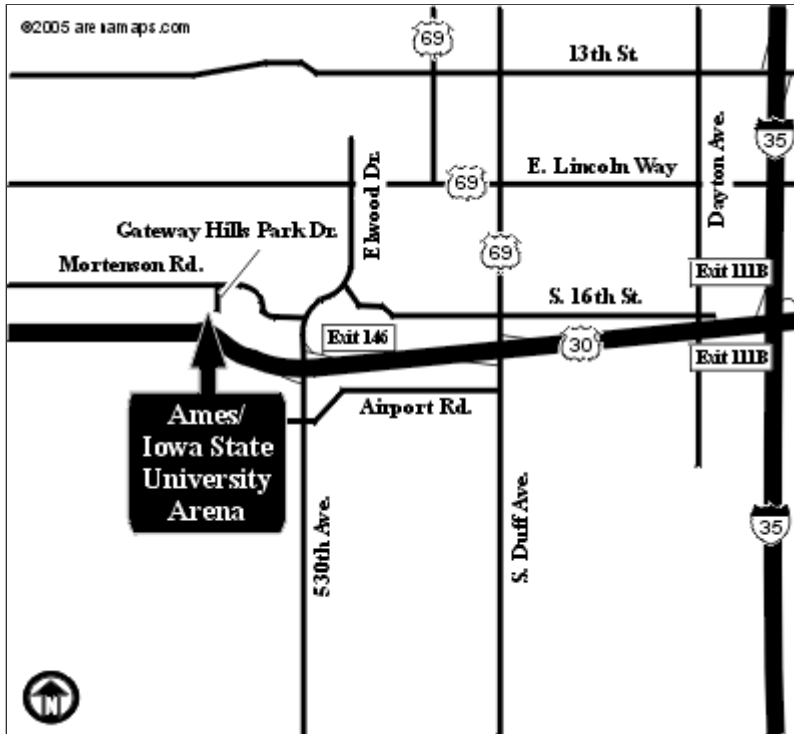 ©2005 arenamaps.com
69
13th St.
35
Dayton Ave.
E. Lincoln Way
69
Elwood Dr.
Gateway Hills Park Dr.
69
Mortenson Rd.
Exit 111B
S. 16th St.
Exit 146
30
Exit 111B
Airport Rd.
Ames/
Iowa State
University
Arena
530th Ave.
S. Duff Ave.
35
N